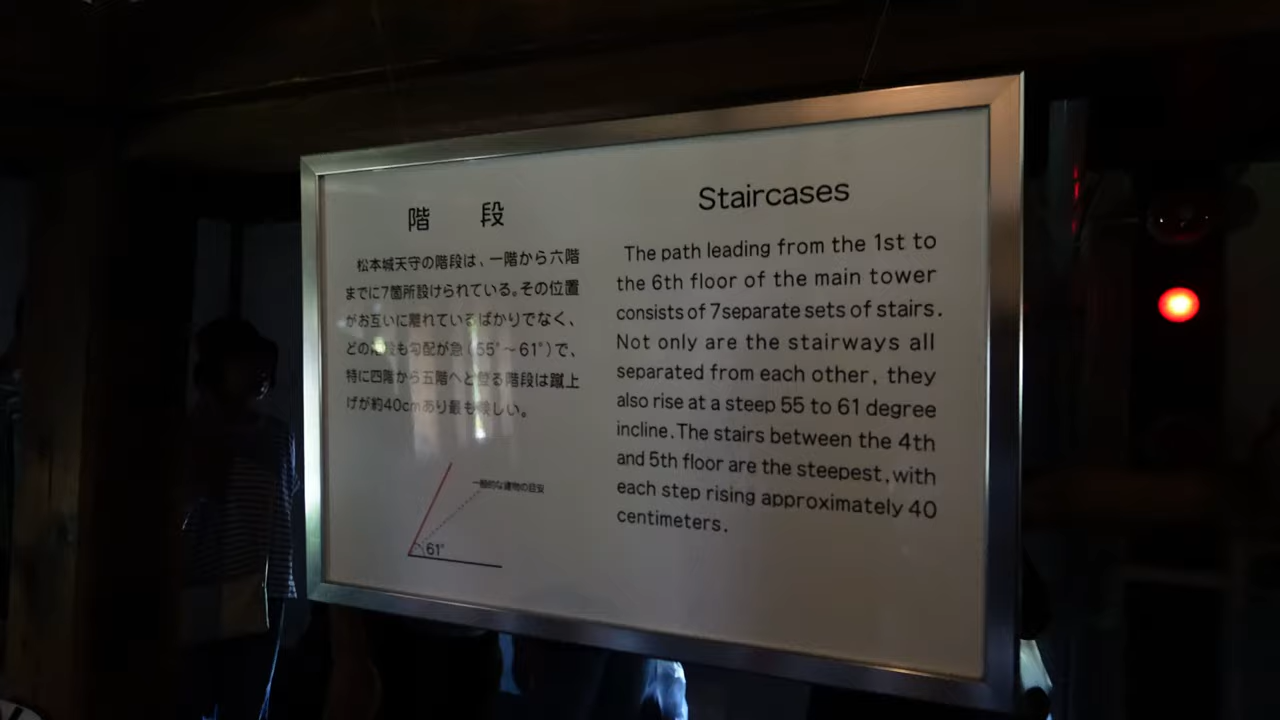 階 段
松本城天守の階段は、一階から六階
までに7箇所設けられている。その位置
がお互いに離れているばかりでなく、
どの階段も勾配が急(55°~61°)で、
特に四階から五階へと登る階段は蹴上
げが約40cmあり最も険しい。
一般的な建物の目安
61°
Staircases
The path leading from the 1st to
the 6th floor of the main tower
consists of 7separate sets of stairs.
Not only are the stairways all
separated from each other, they
also rise at a steep 55 to 61 degree
incline.The stairs between the 4th
and 5th floor are the steepest,with
each step rising approximately 40
centimeters.